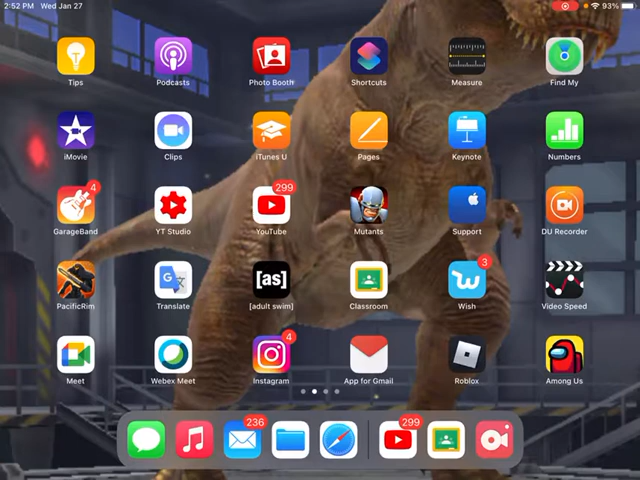 2:52 PM Wed Jan 27 93%
Tips Podcasts Photo Booth Shortcuts Measure Find My
iMovie Clips iTunes U Pages Keynote Numbers
4 299
GarageBand YT Studio YouTube Mutants Support DU Recorder
[as] 3
PacificRim Translate [adult swim] Classroom Wish Video Speed
4
Meet Webex Meet Instagram App for Gmail Roblox Among Us
236 299